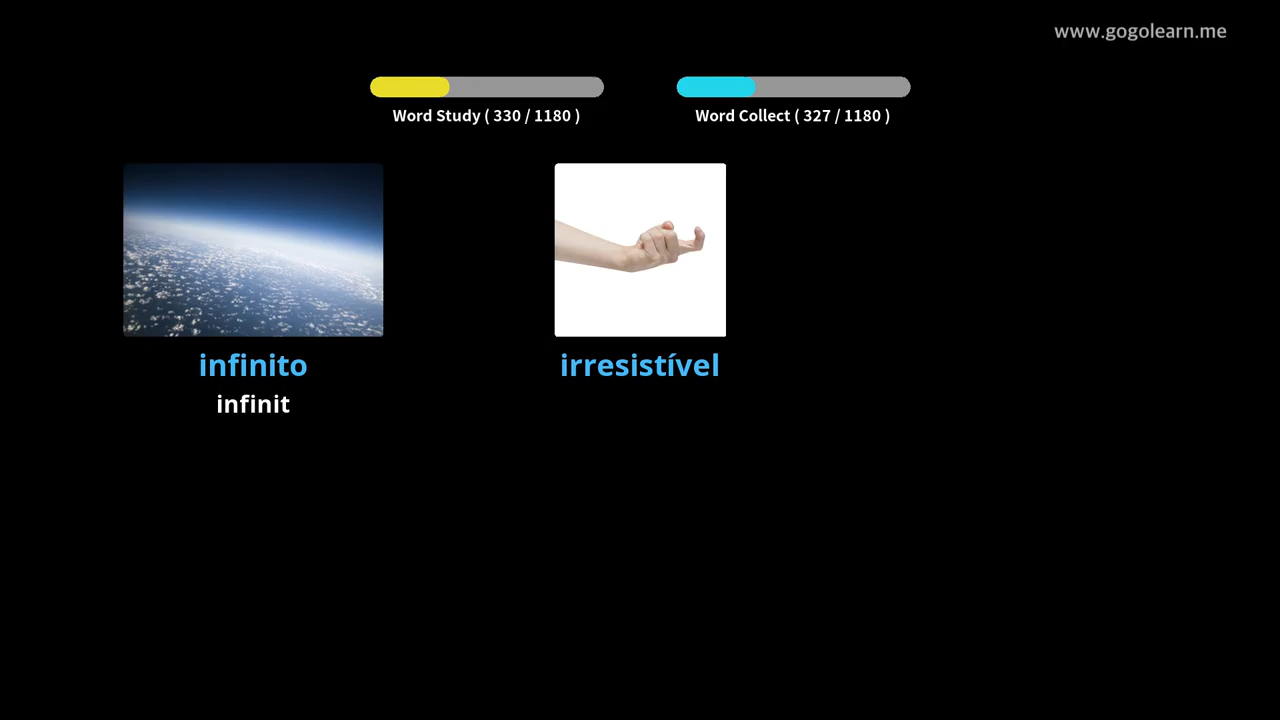 www.gogolearn.me
Word Study ( 330 / 1180 )
Word Collect ( 327 / 1180 )
infinito
infinit
irresistível